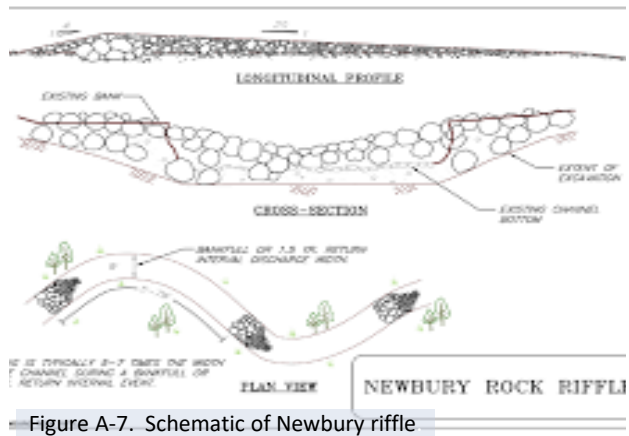 LONGITUDINAL PROFILE
EXISTING BANK
EXTENT OF
EXCAVATION
CROSS-SECTION
EXISTING CHANNEL
BOTTOM
BANKFULL OR 1.5 YR. RETURN
INTERVAL DISCHARGE WIDTH
IS TYPICALLY 5-7 TIMES THE WIDTH
CHANNEL DURING A BANKFULL OR
RETURN INTERVAL EVENT.
PLAN VIEW
NEWBURY ROCK RIFFLE
Figure A-7. Schematic of Newbury riffle